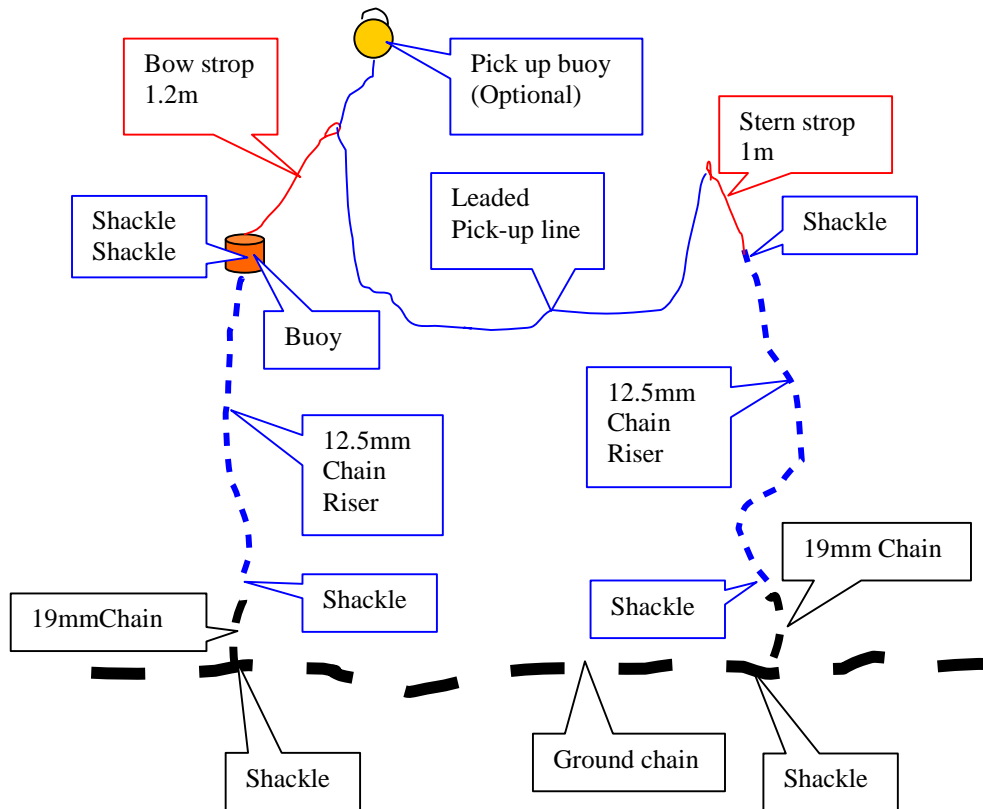 Bow strop
1.2m
Pick up buoy
(Optional)
Stern strop
1m
Shackle
Shackle
Leaded
Pick-up line
Shackle
Buoy
12.5mm
Chain
Riser
12.5mm
Chain
Riser
19mm Chain
19mmChain
Shackle
Shackle
Shackle
Ground chain
Shackle